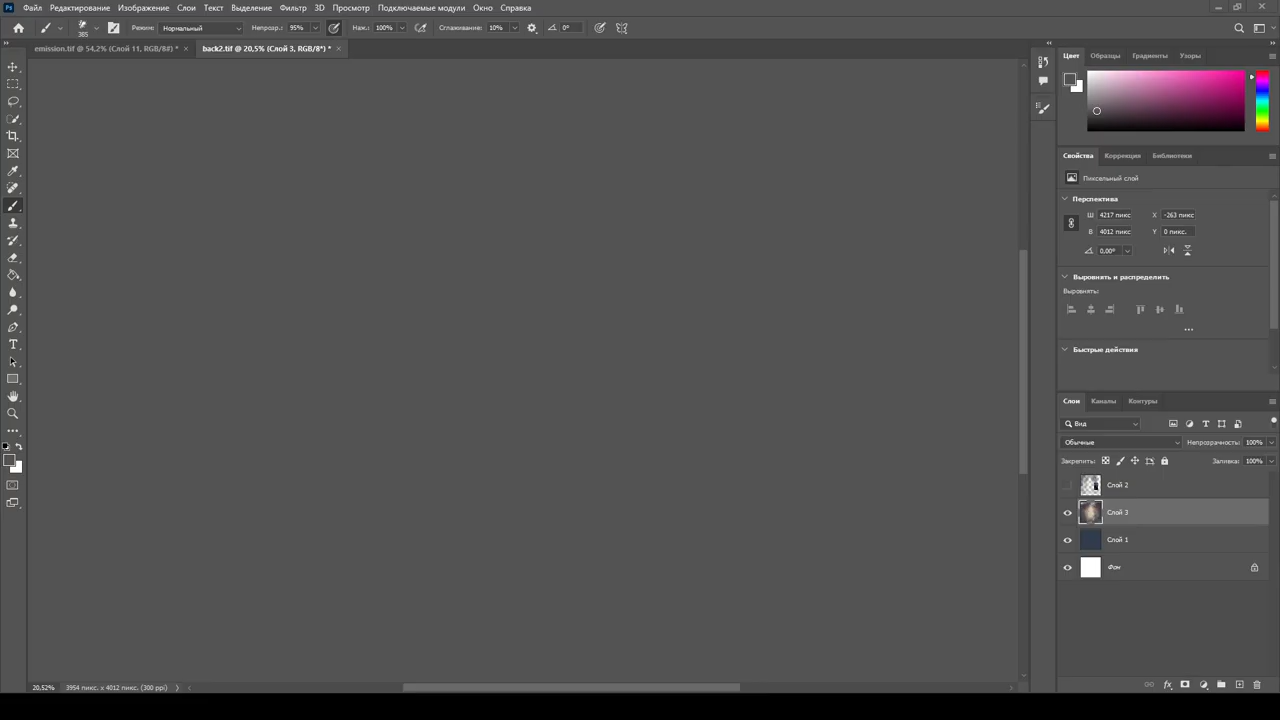 Ps Файл Редактирование Изображение Слои Текст Выделение Фильтр 3D Просмотр Подключаемые модули Окно Справка
385 Режим: Нормальный Непрозр.: 95% Наж.: 100% Сглаживание: 10% 0°
emission.tif @ 54,2% (Слой 11, RGB/8#) * × back2.tif @ 20,5% (Слой 3, RGB/8*) * ×
Цвет Образцы Градиенты Узоры
Свойства Коррекция Библиотеки
Пиксельный слой
Перспектива
Ш 4217 пикс X -263 пикс
В 4012 пикс Y 0 пикс.
0,00°
Выровнять и распределить
Выровнять:
Быстрые действия
Слои Каналы Контуры
Вид
Обычные Непрозрачность: 100%
Закрепить: Заливка: 100%
Слой 2
Слой 3
Слой 1
Фон
20,52% 3954 пикс. x 4012 пикс. (300 ppi)